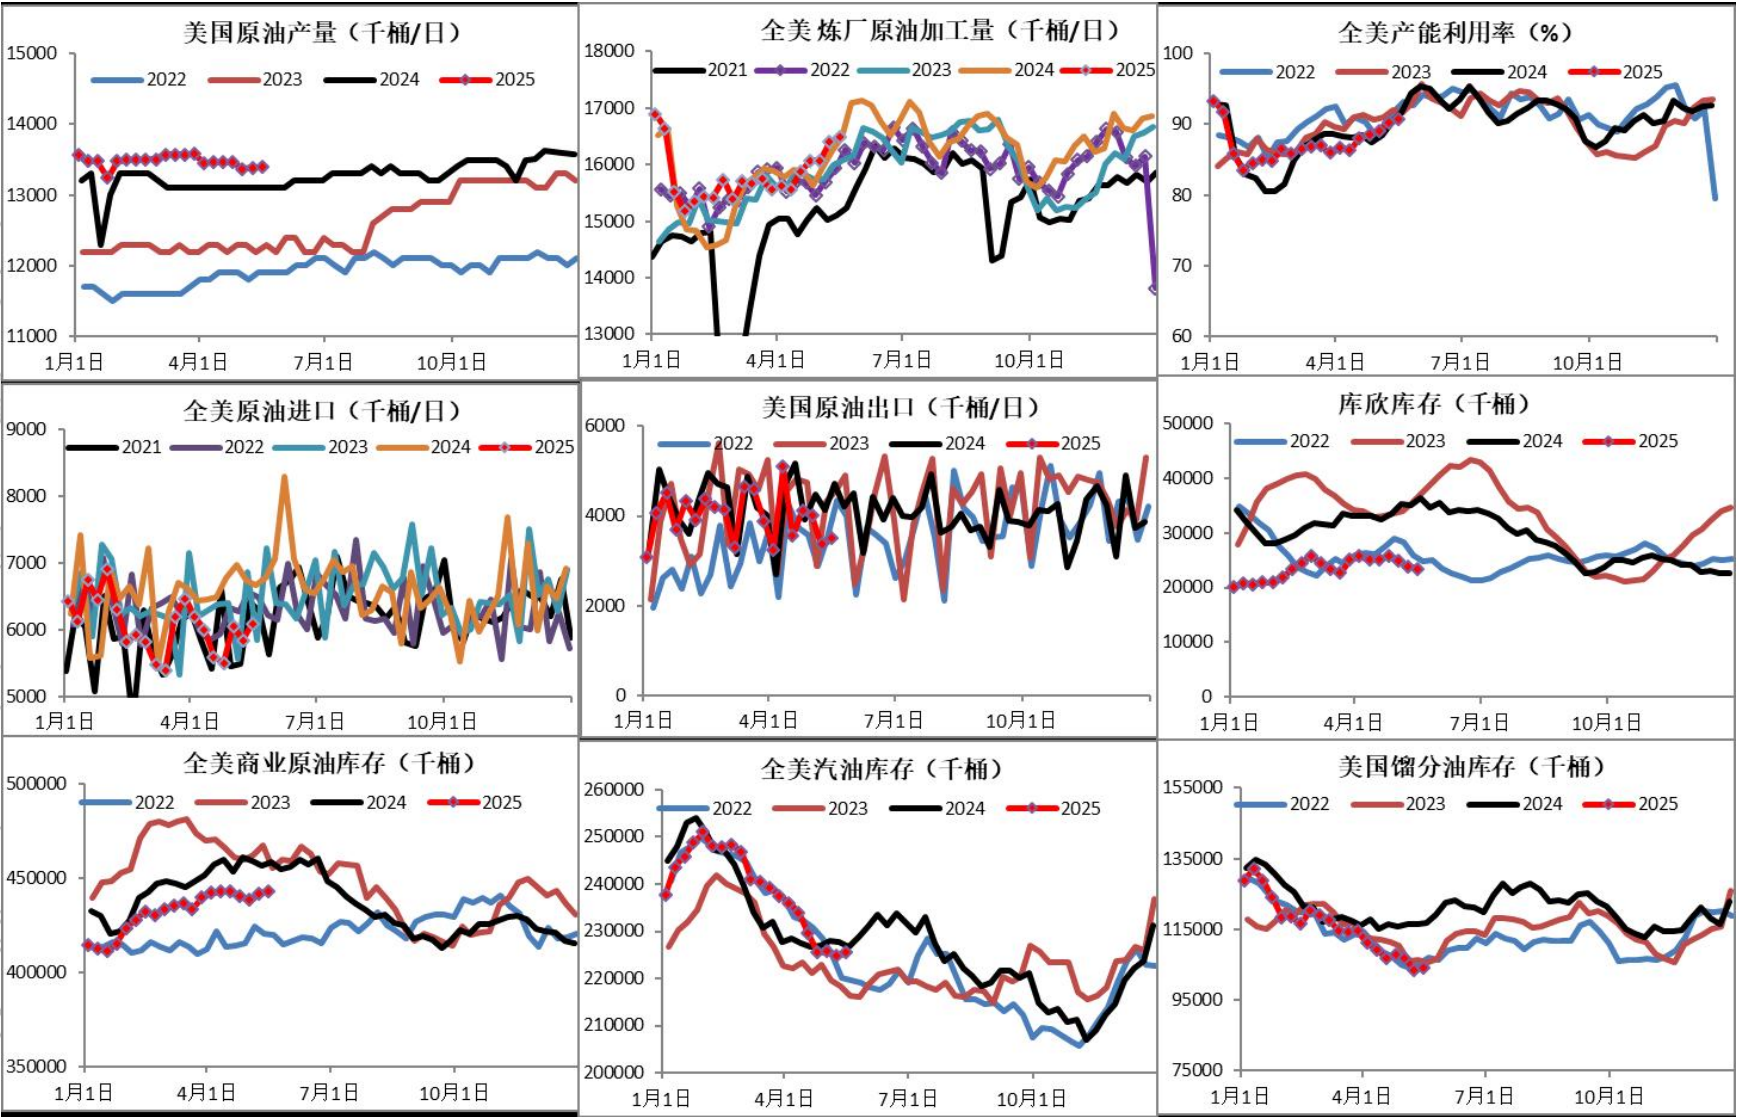 美国原油产量（千桶/日）
15000
14000
13000
12000
11000
2022
2023
2024
2025
1月1日
4月1日
7月1日
10月1日
全美 炼厂原油加工量（千桶/日）
18000
17000
16000
15000
14000
13000
2021
2022
2023
2024
2025
1月1日
4月1日
7月1日
10月1日
全美产能利用率（%）
100
90
80
70
60
2022
2023
2024
2025
1月1日
4月1日
7月1日
10月1日
全美原油进口（千桶/日）
9000
8000
7000
6000
5000
2021
2022
2023
2024
2025
1月1日
4月1日
7月1日
10月1日
美国原油出口（千桶/日）
6000
4000
2000
0
2022
2023
2024
2025
1月1日
4月1日
7月1日
10月1日
库欣库存（千桶）
50000
40000
30000
20000
10000
0
2022
2023
2024
2025
1月1日
4月1日
7月1日
10月1日
全美商业原油库存（千桶）
500000
450000
400000
350000
2022
2023
2024
2025
1月1日
4月1日
7月1日
10月1日
全美汽油库存（千桶）
260000
250000
240000
230000
220000
210000
200000
2022
2023
2024
2025
1月1日
4月1日
7月1日
10月1日
美国馏分油库存（千桶）
155000
135000
115000
95000
75000
2022
2023
2024
2025
1月1日
4月1日
7月1日
10月1日